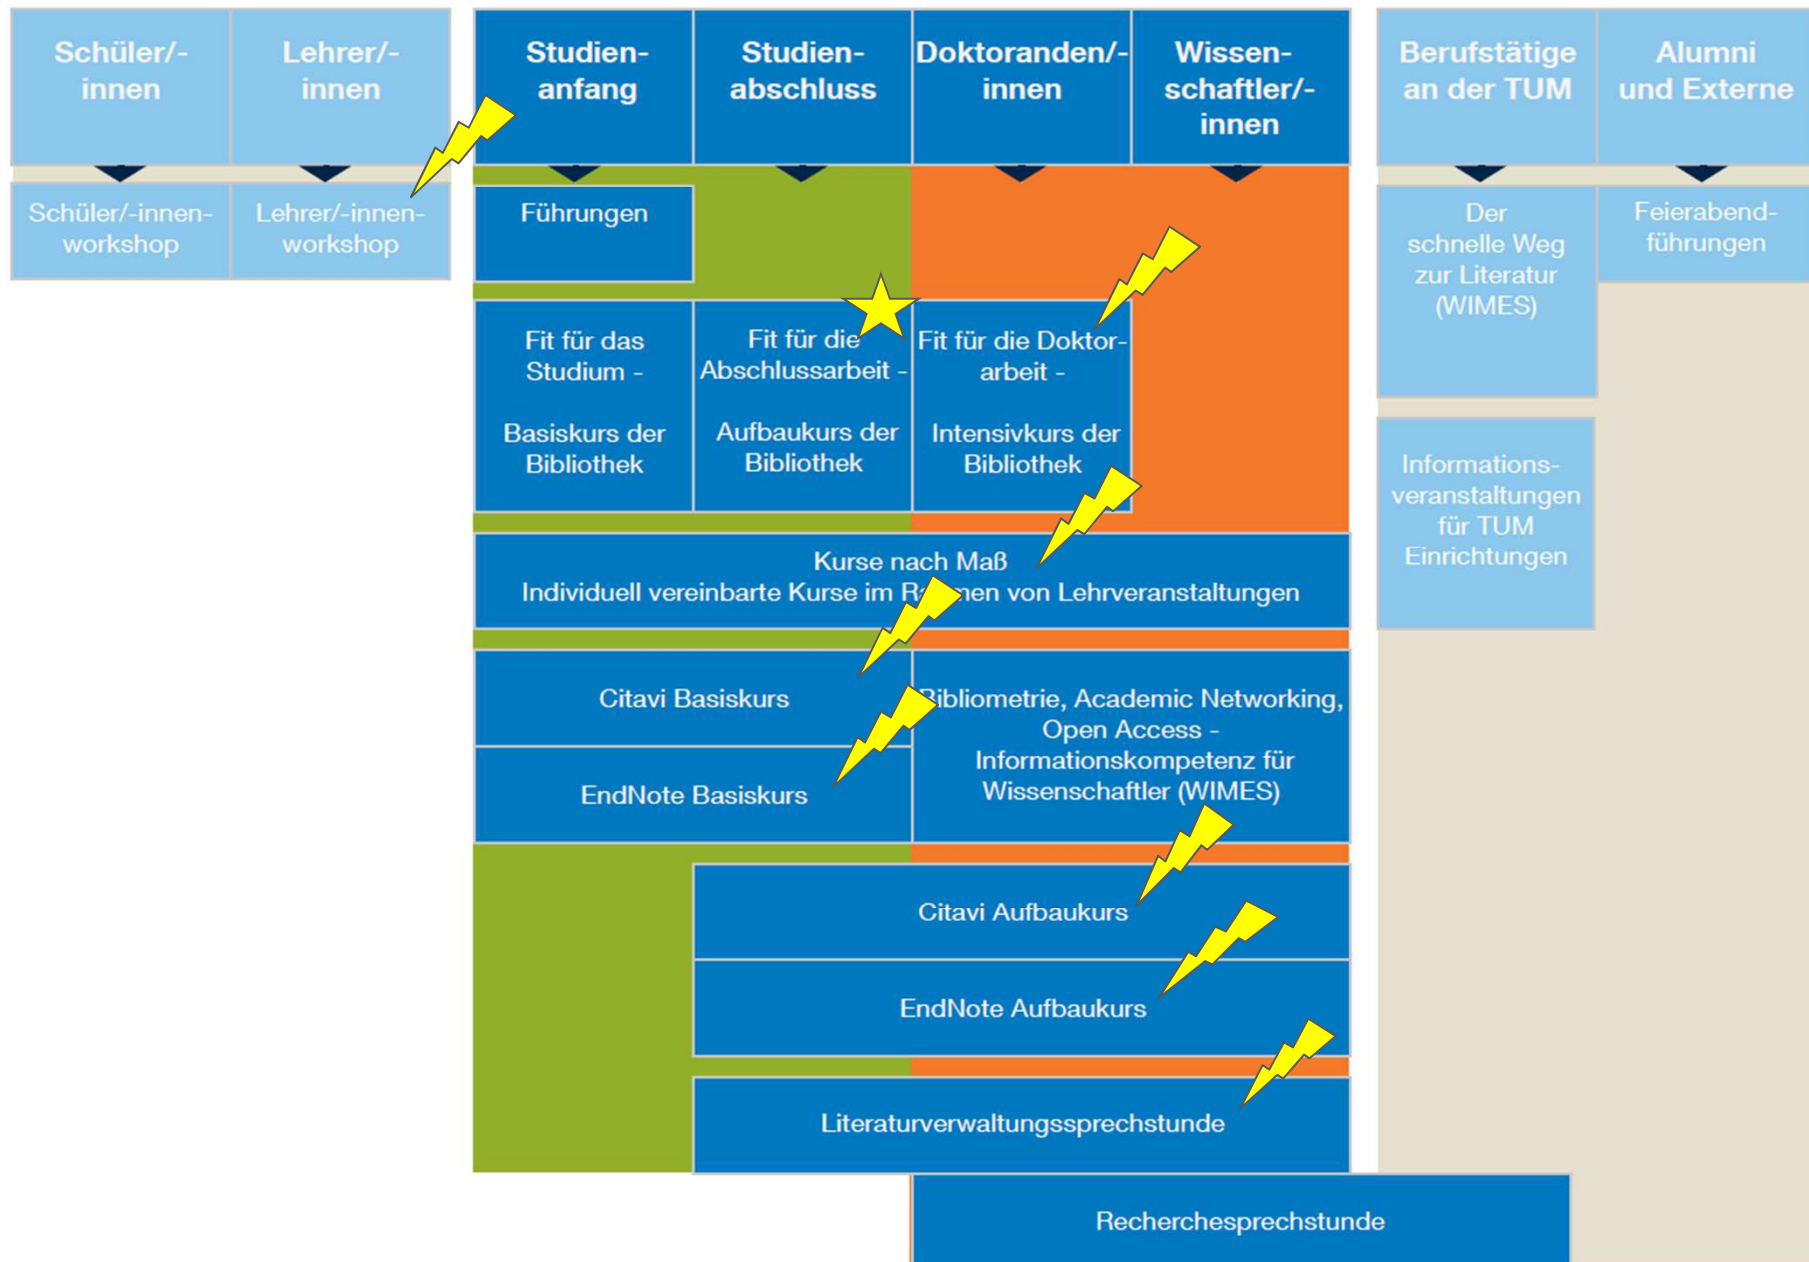 Schüler/-
innen
Lehrer/-
innen
Studien-
anfang
Studien-
abschluss
Doktoranden/-
innen
Wissen-
schaftler/-
innen
Berufstätige
an der TUM
Alumni
und Externe
Schüler/-innen-
workshop
Lehrer/-innen-
workshop
Führungen
Der
schnelle Weg
zur Literatur
(WIMES)
Feierabend-
führungen
Fit für das
Studium -
Basiskurs der
Bibliothek
Fit für die
Abschlussarbeit -
Aufbaukurs der
Bibliothek
Fit für die Doktor-
arbeit -
Intensivkurs der
Bibliothek
Informations-
veranstaltungen
für TUM
Einrichtungen
Kurse nach Maß
Individuell vereinbarte Kurse im Rahmen von Lehrveranstaltungen
Citavi Basiskurs
EndNote Basiskurs
Bibliometrie, Academic Networking,
Open Access -
Informationskompetenz für
Wissenschaftler (WIMES)
Citavi Aufbaukurs
EndNote Aufbaukurs
Literaturverwaltungssprechstunde
Recherchesprechstunde